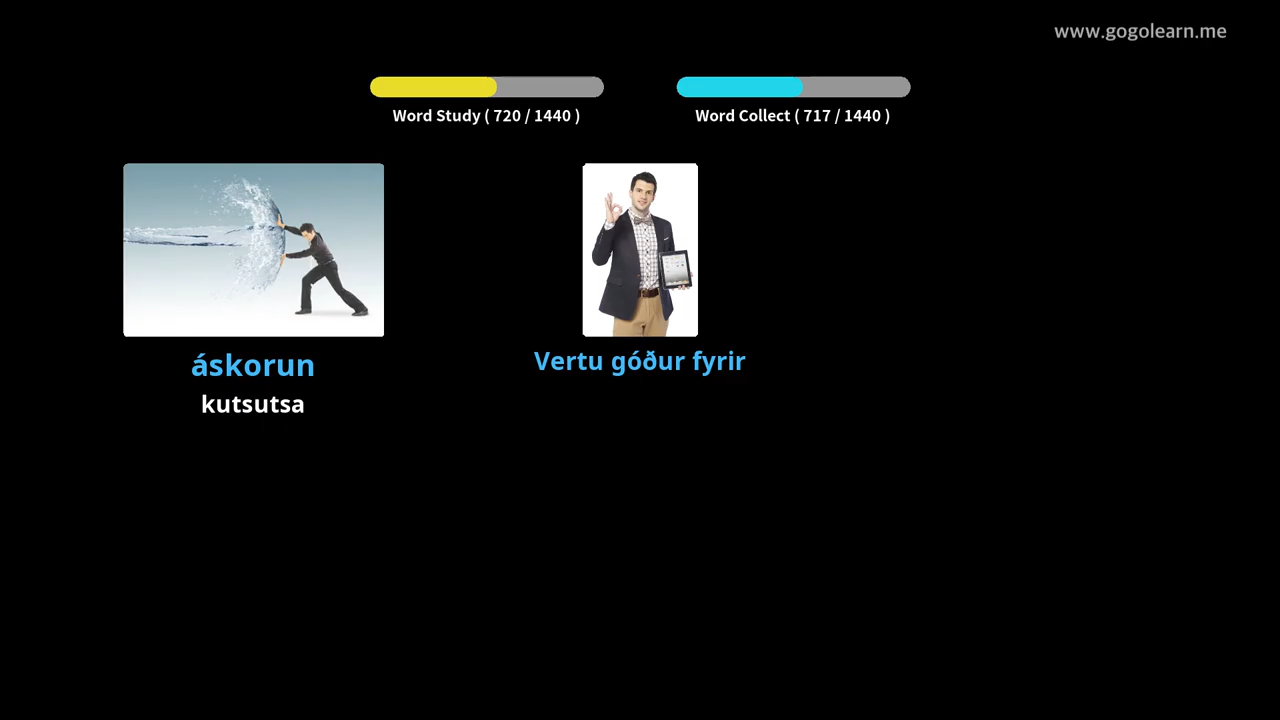 www.gogolearn.me
Word Study ( 720 / 1440 )
Word Collect ( 717 / 1440 )
áskorun
kutsutsa
Vertu góður fyrir